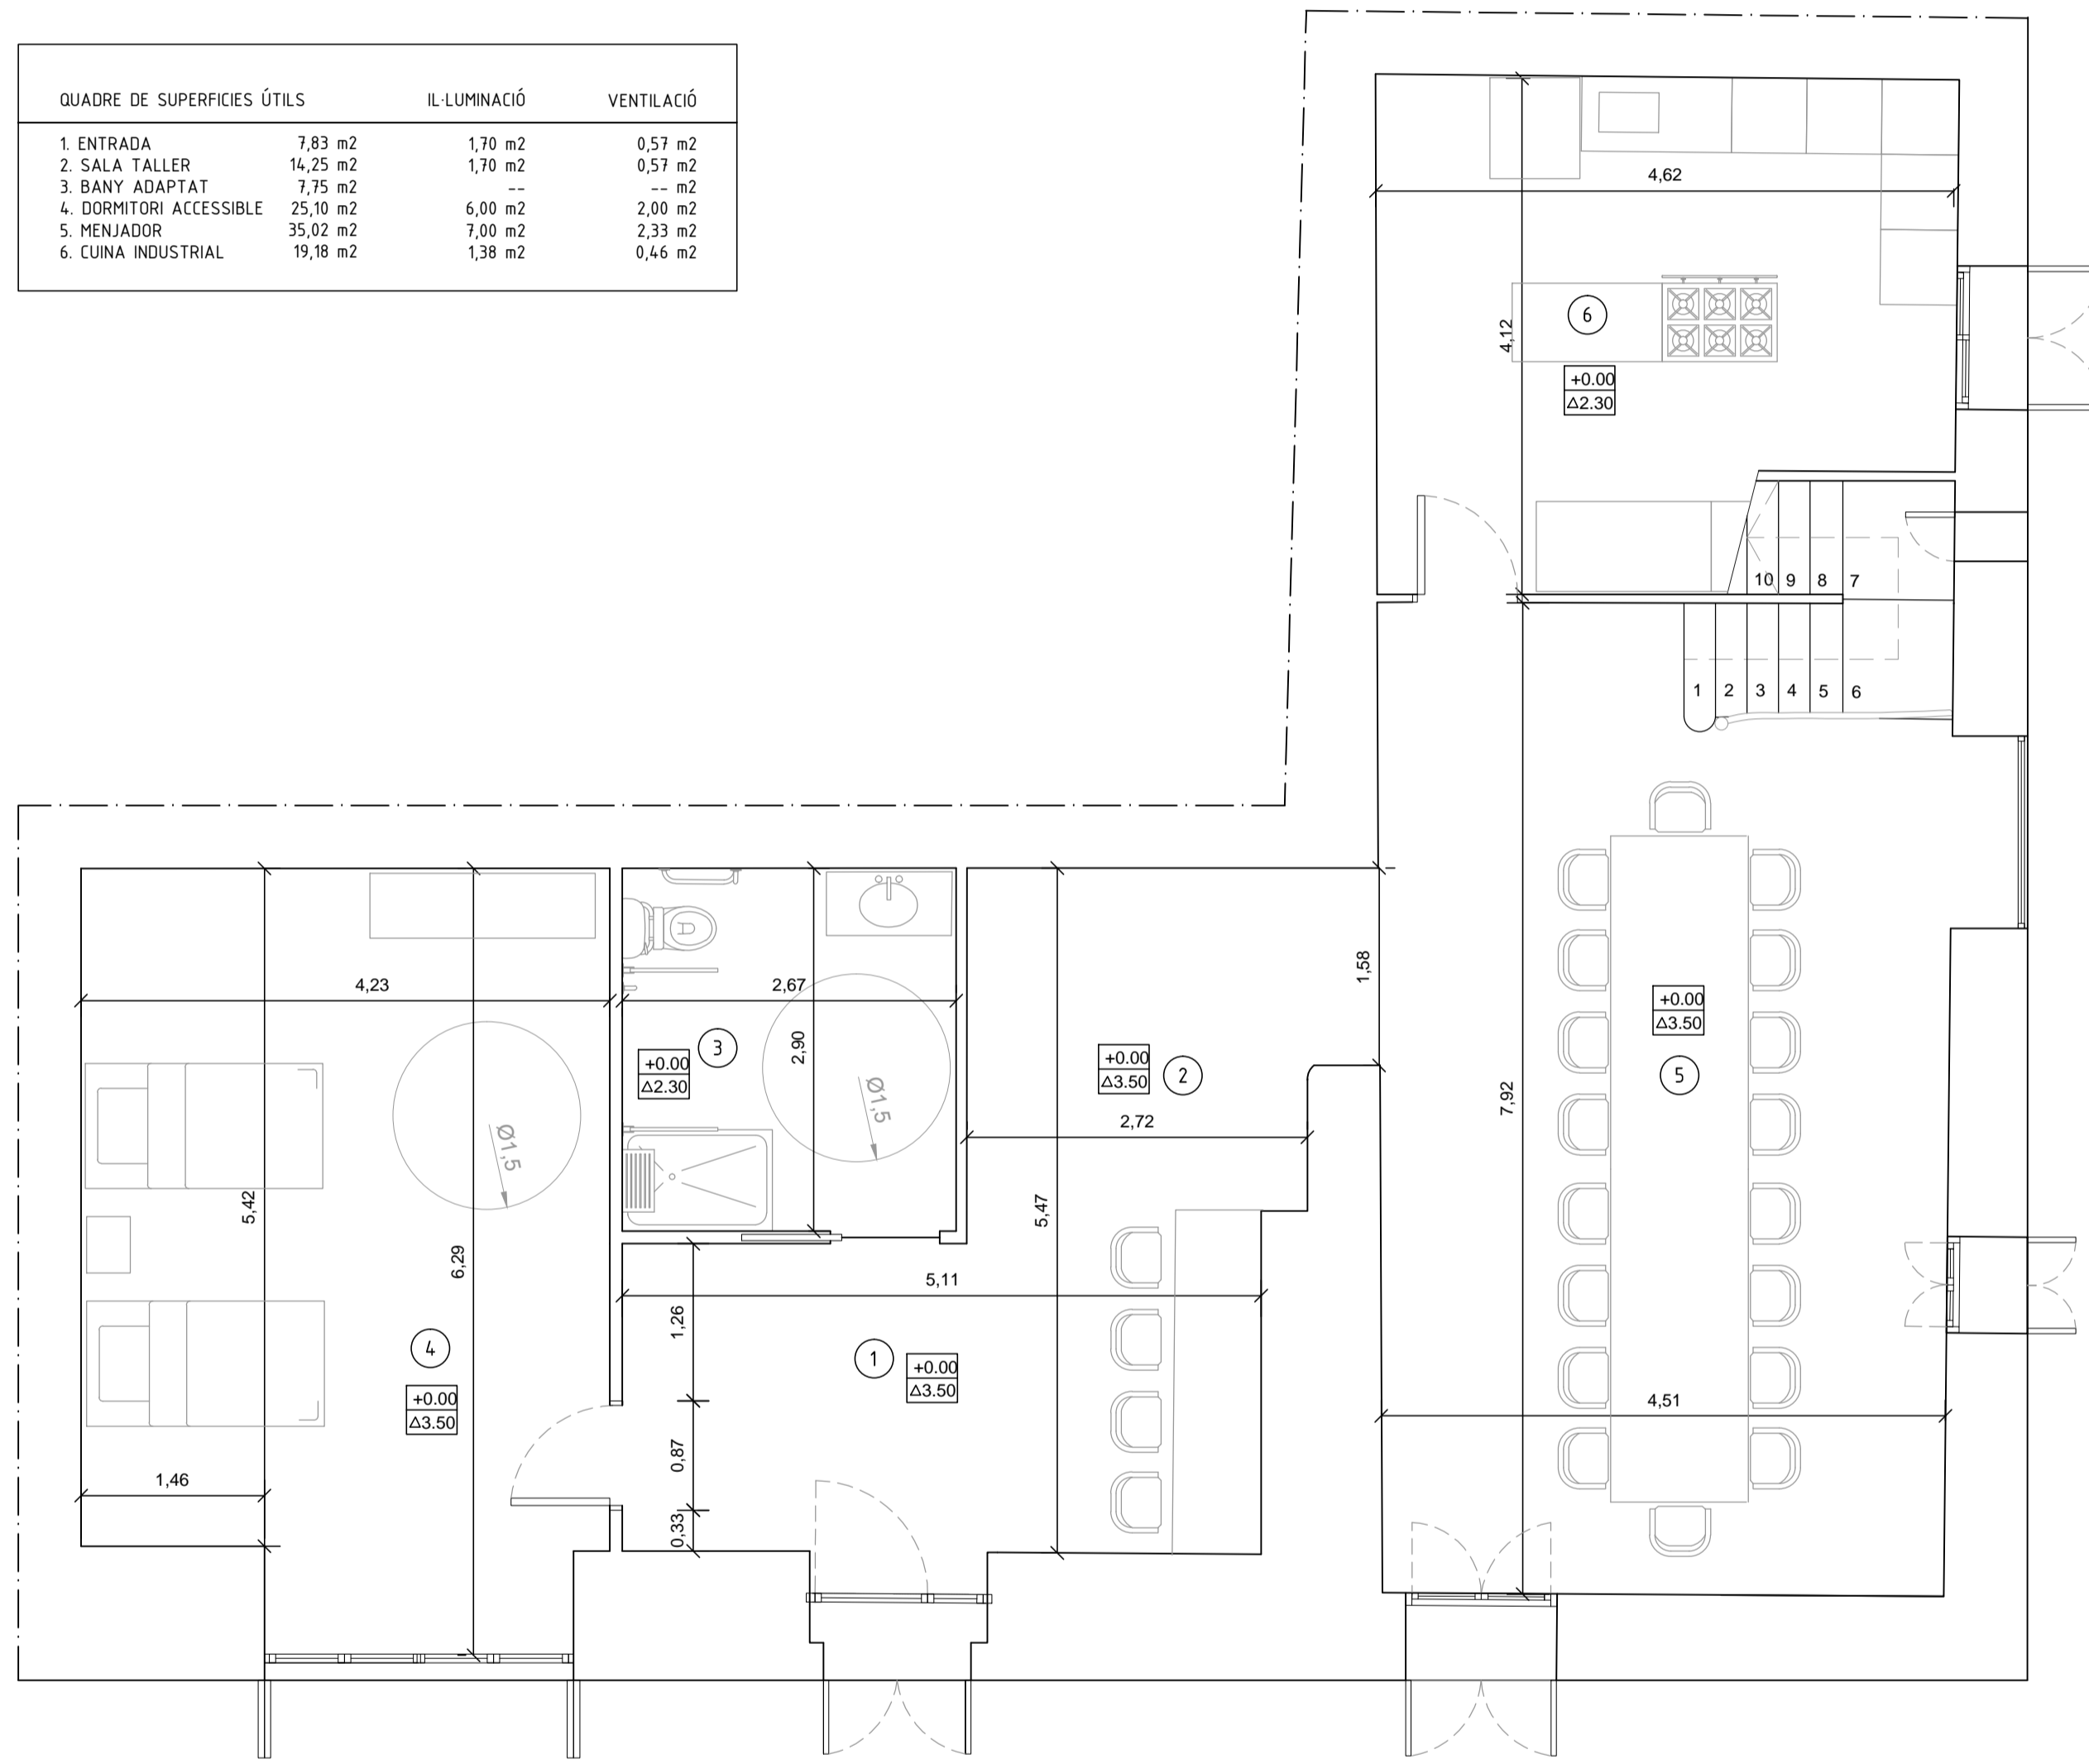 QUADRE DE SUPERFICIES ÚTILS IL·LUMINACIÓ VENTILACIÓ
1. ENTRADA 7,83 m2 1,70 m2 0,57 m2
2. SALA TALLER 14,25 m2 1,70 m2 0,57 m2
3. BANY ADAPTAT 7,75 m2 -- -- m2
4. DORMITORI ACCESSIBLE 25,10 m2 6,00 m2 2,00 m2
5. MENJADOR 35,02 m2 7,00 m2 2,33 m2
6. CUINA INDUSTRIAL 19,18 m2 1,38 m2 0,46 m2
4,62
6
4,12
+0.00
Δ2.30
10 9 8 7
1 2 3 4 5 6
1,58
+0.00
Δ3.50
5
7,92
4,51
4,23
2,67
2,90
3
+0.00
Δ2.30
Ø1,5
Ø1,5
+0.00
Δ3.50
2
2,72
5,42
6,29
5,47
5,11
1,26
4
+0.00
Δ3.50
1
+0.00
Δ3.50
0,87
1,46
0,33